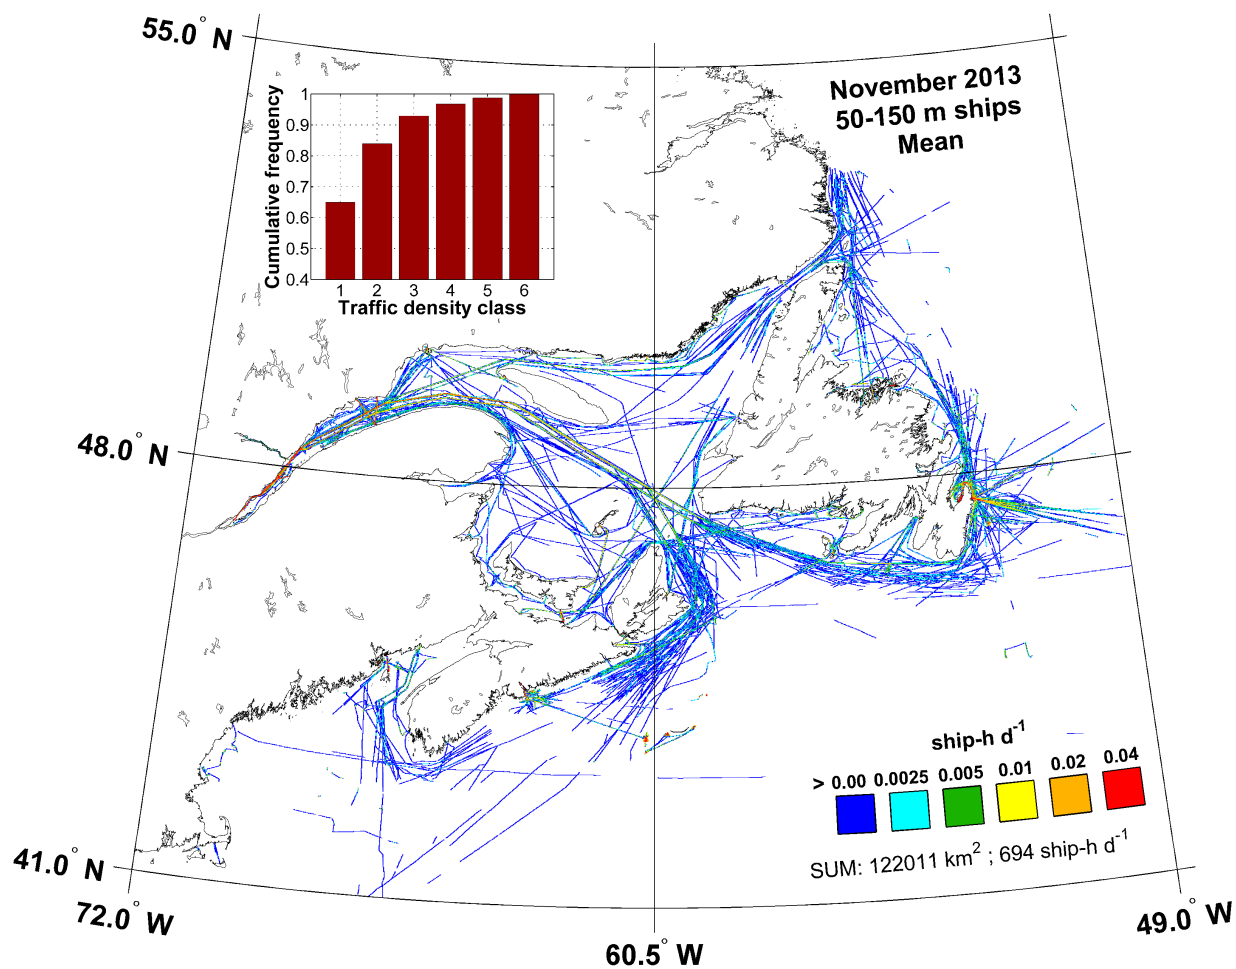 55.0° N
November 2013
50-150 m ships
Mean
Cumulative frequency
1
0.9
0.8
0.7
0.6
0.5
0.4
1 2 3 4 5 6
Traffic density class
48.0° N
ship-h d-1
> 0.00 0.0025 0.005 0.01 0.02 0.04
SUM: 122011 km2 ; 694 ship-h d-1
41.0° N
72.0° W
60.5° W
49.0° W